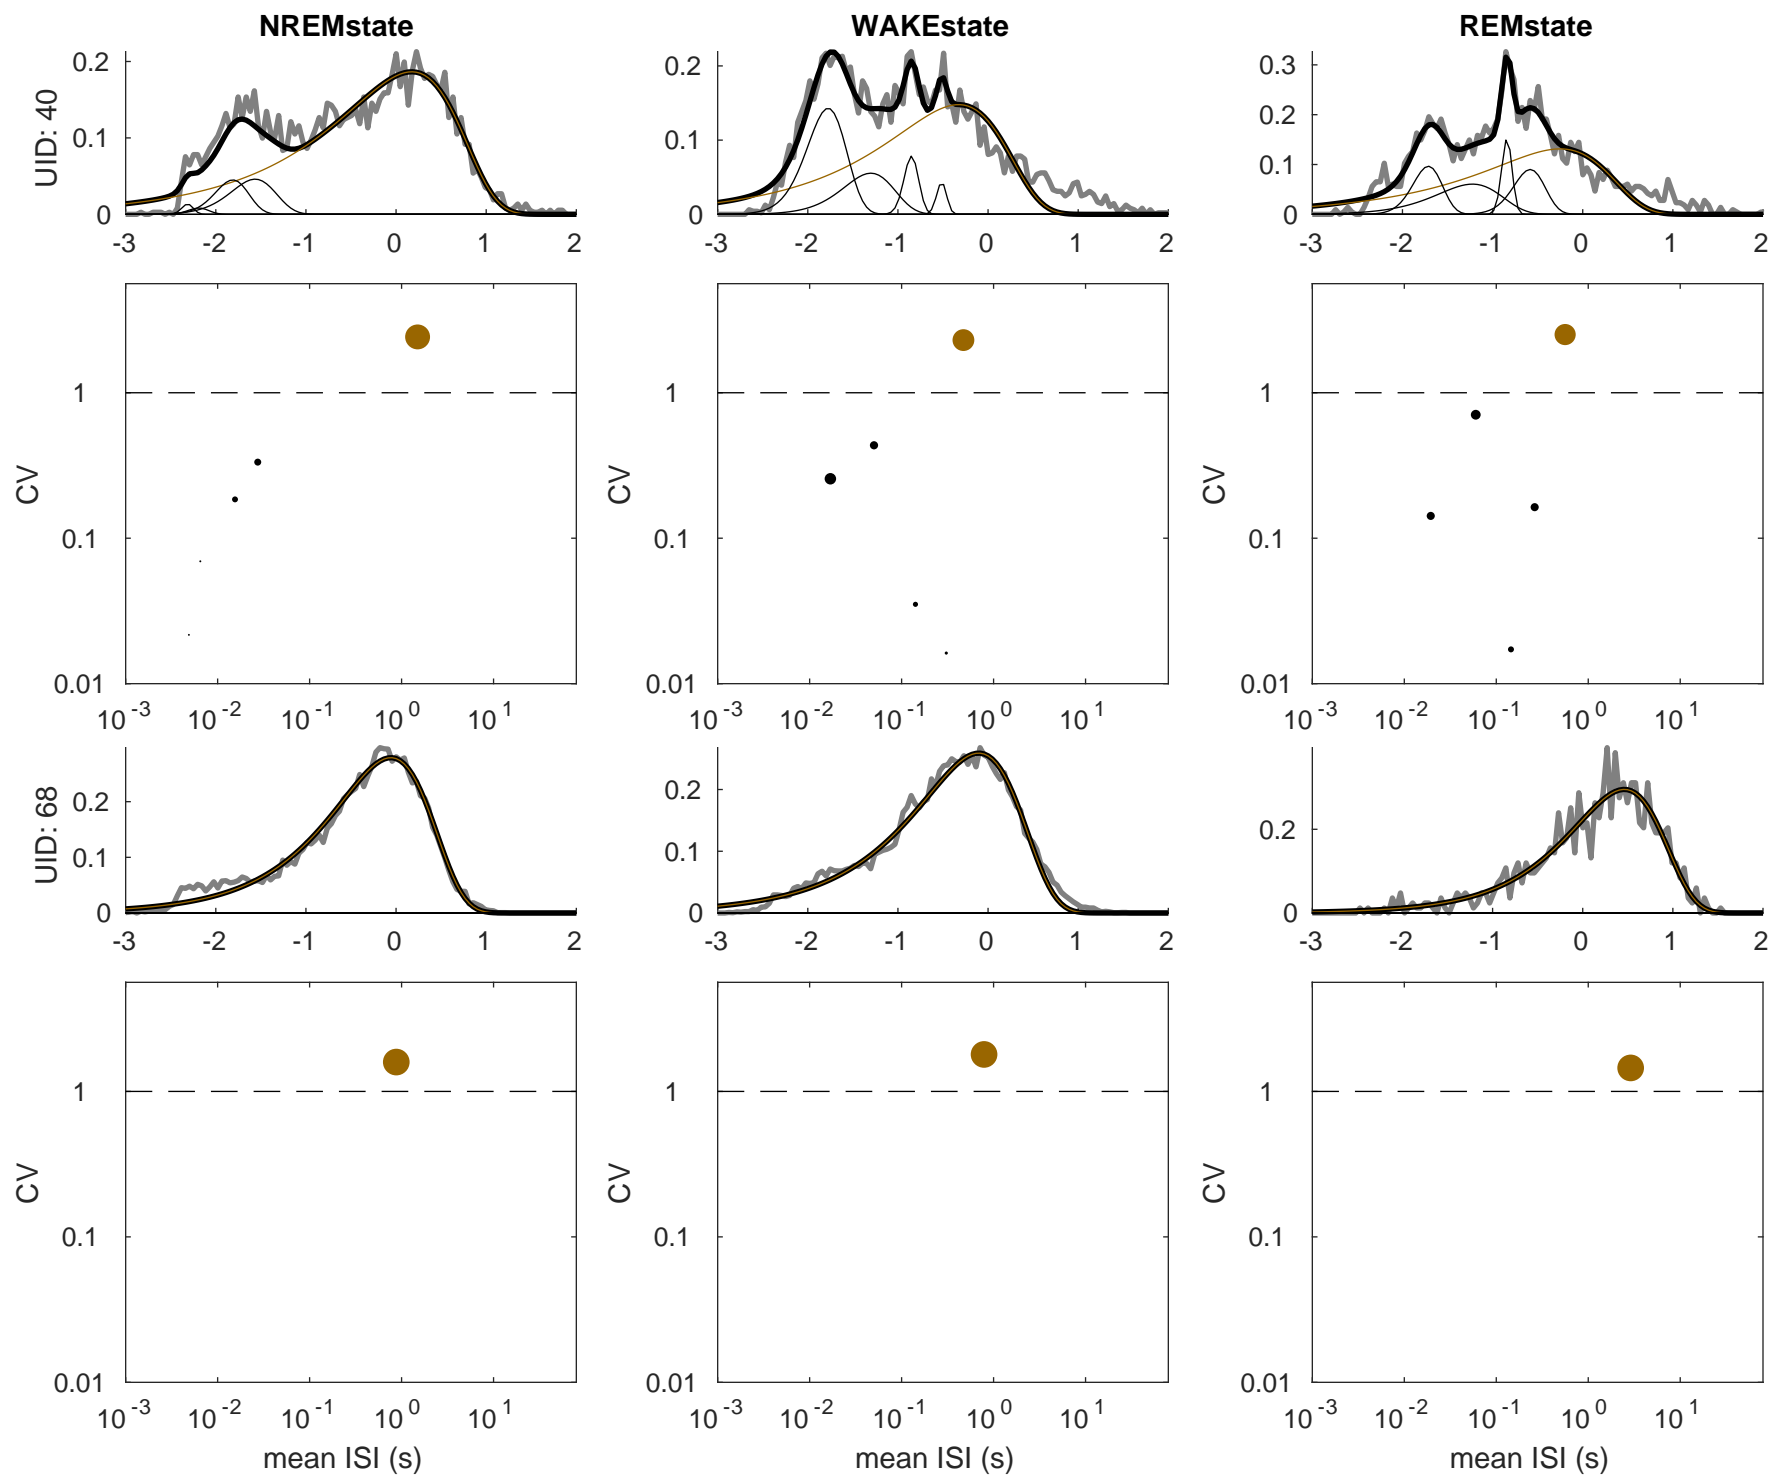 NREMstate WAKEstate REMstate
UID: 40
0.2 0.1 0
-3 -2 -1 0 1 2
0.2 0.1 0
-3 -2 -1 0 1 2
0.3 0.2 0.1 0
-3 -2 -1 0 1 2
CV
1 0.1 0.01
10^-3 10^-2 10^-1 10^0 10^1
CV
1 0.1 0.01
10^-3 10^-2 10^-1 10^0 10^1
CV
1 0.1 0.01
10^-3 10^-2 10^-1 10^0 10^1
UID: 68
0.2 0.1 0
-3 -2 -1 0 1 2
0.2 0.1 0
-3 -2 -1 0 1 2
0.2 0
-3 -2 -1 0 1 2
CV
1 0.1 0.01
10^-3 10^-2 10^-1 10^0 10^1
mean ISI (s)
CV
1 0.1 0.01
10^-3 10^-2 10^-1 10^0 10^1
mean ISI (s)
CV
1 0.1 0.01
10^-3 10^-2 10^-1 10^0 10^1
mean ISI (s)